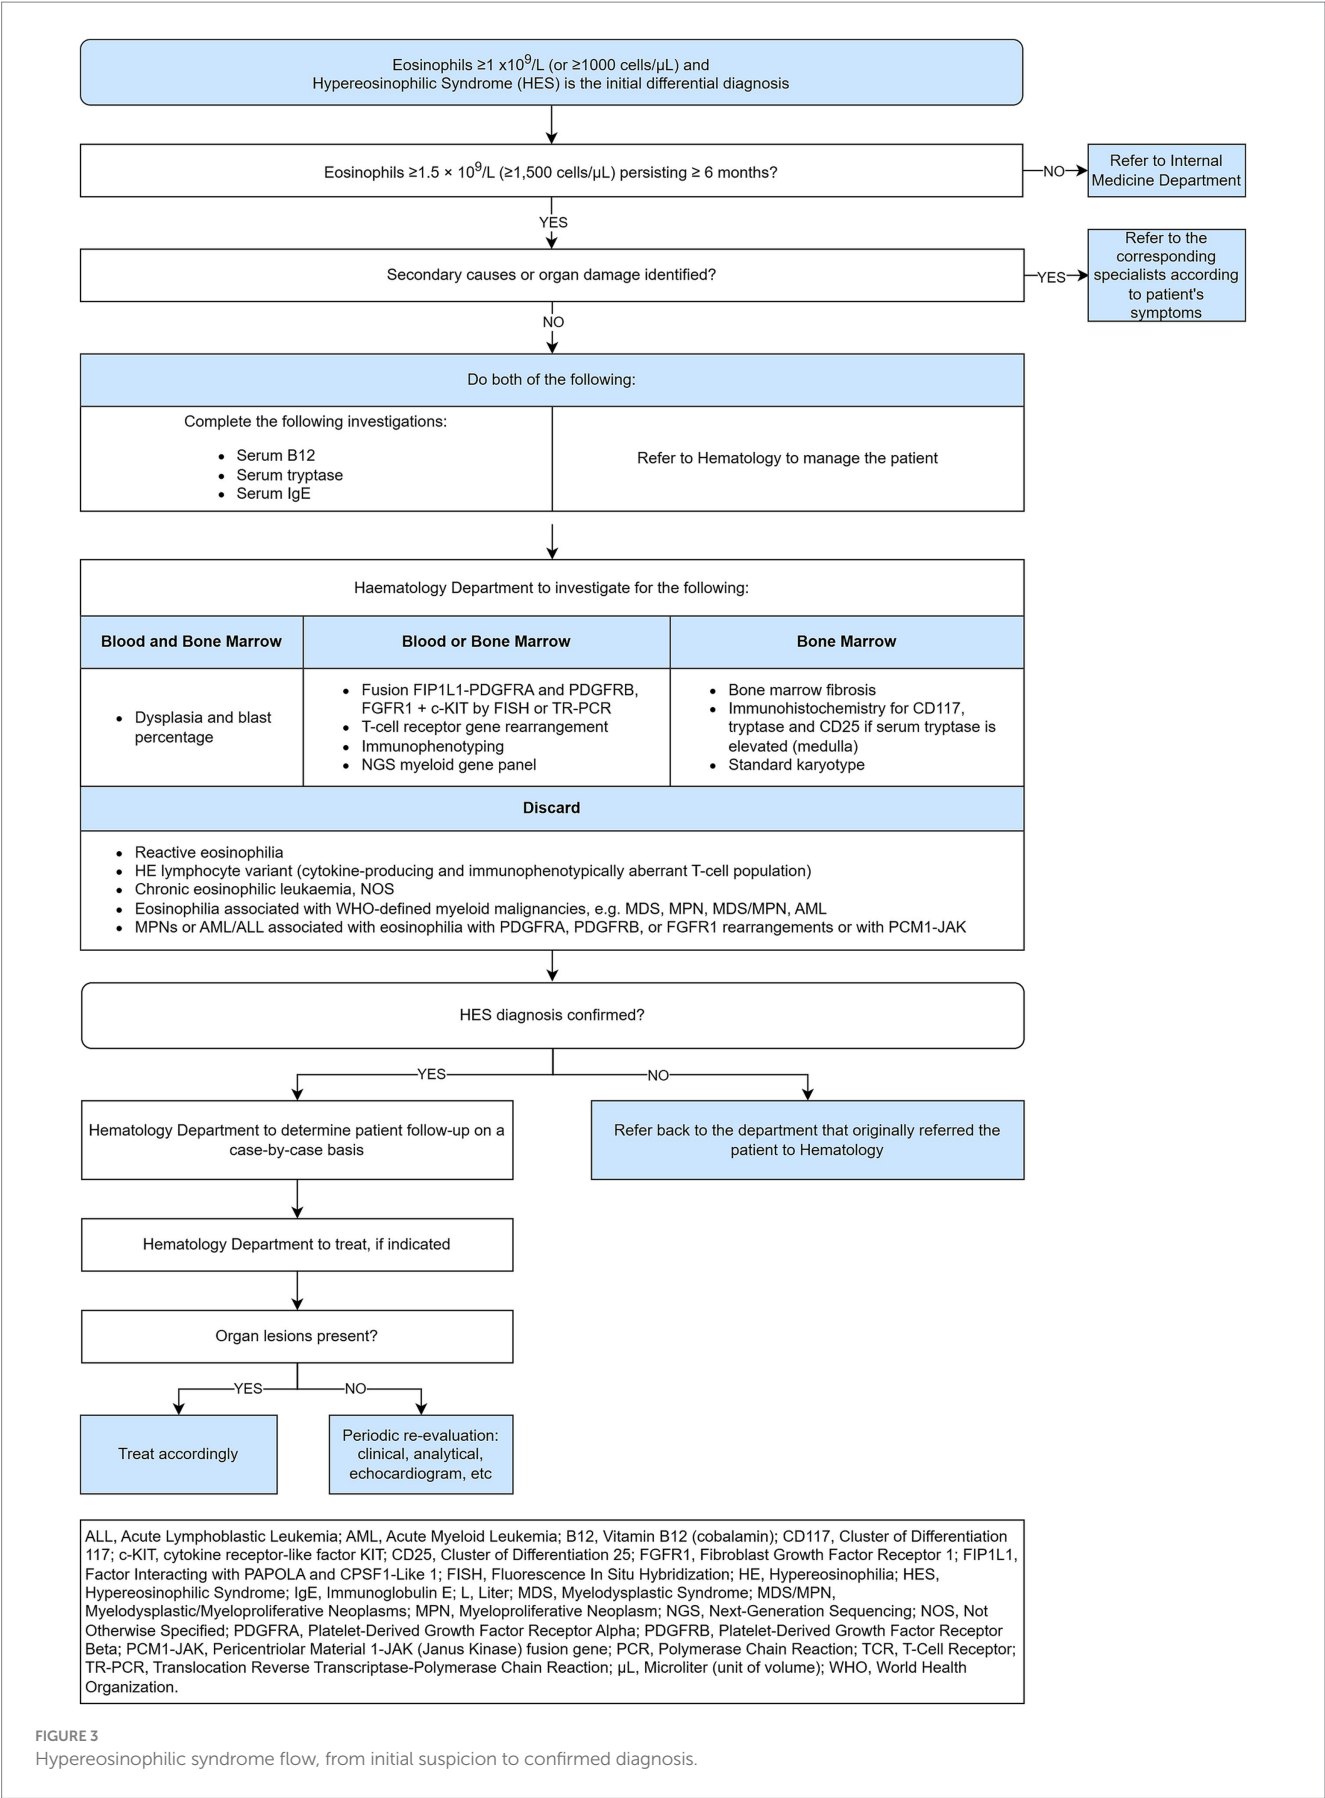 Eosinophils ≥1 x10⁹/L (or ≥1000 cells/µL) and
Hypereosinophilic Syndrome (HES) is the initial differential diagnosis
Eosinophils ≥1.5 × 10⁹/L (≥1,500 cells/µL) persisting ≥ 6 months?
NO
Refer to Internal
Medicine Department
YES
Secondary causes or organ damage identified?
YES
Refer to the
corresponding
specialists according
to patient's
symptoms
NO
Do both of the following:
Complete the following investigations:
• Serum B12
• Serum tryptase
• Serum IgE
Refer to Hematology to manage the patient
Haematology Department to investigate for the following:
Blood and Bone Marrow
• Dysplasia and blast
percentage
Blood or Bone Marrow
• Fusion FIP1L1-PDGFRA and PDGFRB,
FGFR1 + c-KIT by FISH or TR-PCR
• T-cell receptor gene rearrangement
• Immunophenotyping
• NGS myeloid gene panel
Bone Marrow
• Bone marrow fibrosis
• Immunohistochemistry for CD117,
tryptase and CD25 if serum tryptase is
elevated (medulla)
• Standard karyotype
Discard
• Reactive eosinophilia
• HE lymphocyte variant (cytokine-producing and immunophenotypically aberrant T-cell population)
• Chronic eosinophilic leukaemia, NOS
• Eosinophilia associated with WHO-defined myeloid malignancies, e.g. MDS, MPN, MDS/MPN, AML
• MPNs or AML/ALL associated with eosinophilia with PDGFRA, PDGFRB, or FGFR1 rearrangements or with PCM1-JAK
HES diagnosis confirmed?
YES
NO
Hematology Department to determine patient follow-up on a
case-by-case basis
Refer back to the department that originally referred the
patient to Hematology
Hematology Department to treat, if indicated
Organ lesions present?
YES
NO
Treat accordingly
Periodic re-evaluation:
clinical, analytical,
echocardiogram, etc
ALL, Acute Lymphoblastic Leukemia; AML, Acute Myeloid Leukemia; B12, Vitamin B12 (cobalamin); CD117, Cluster of Differentiation
117; c-KIT, cytokine receptor-like factor KIT; CD25, Cluster of Differentiation 25; FGFR1, Fibroblast Growth Factor Receptor 1; FIP1L1,
Factor Interacting with PAPOLA and CPSF1-Like 1; FISH, Fluorescence In Situ Hybridization; HE, Hypereosinophilia; HES,
Hypereosinophilic Syndrome; IgE, Immunoglobulin E; L, Liter; MDS, Myelodysplastic Syndrome; MDS/MPN,
Myelodysplastic/Myeloproliferative Neoplasms; MPN, Myeloproliferative Neoplasm; NGS, Next-Generation Sequencing; NOS, Not
Otherwise Specified; PDGFRA, Platelet-Derived Growth Factor Receptor Alpha; PDGFRB, Platelet-Derived Growth Factor Receptor
Beta; PCM1-JAK, Pericentriolar Material 1-JAK (Janus Kinase) fusion gene; PCR, Polymerase Chain Reaction; TCR, T-Cell Receptor;
TR-PCR, Translocation Reverse Transcriptase-Polymerase Chain Reaction; µL, Microliter (unit of volume); WHO, World Health
Organization.
FIGURE 3
Hypereosinophilic syndrome flow, from initial suspicion to confirmed diagnosis.